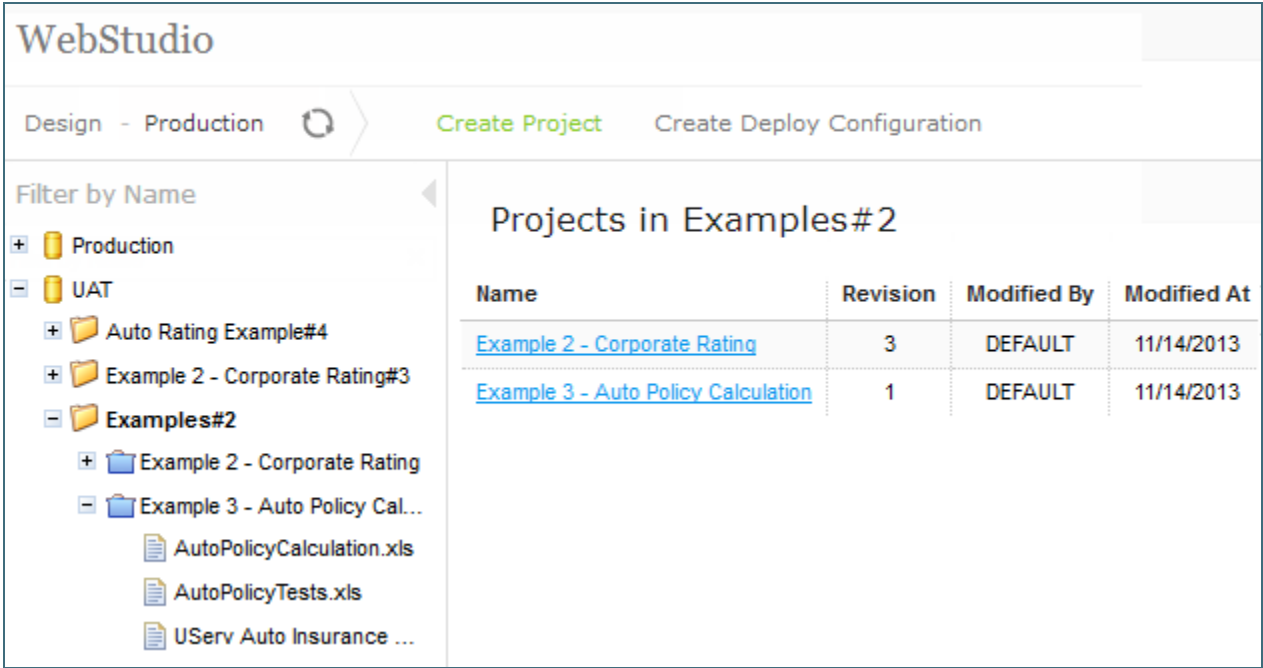 WebStudio
Design - Production
Create Project
Create Deploy Configuration
Filter by Name
Production
UAT
Auto Rating Example#4
Example 2 - Corporate Rating#3
Examples#2
Example 2 - Corporate Rating
Example 3 - Auto Policy Cal...
AutoPolicyCalculation.xls
AutoPolicyTests.xls
UServ Auto Insurance ...
Projects in Examples#2
Name Revision Modified By Modified At
Example 2 - Corporate Rating 3 DEFAULT 11/14/2013
Example 3 - Auto Policy Calculation 1 DEFAULT 11/14/2013